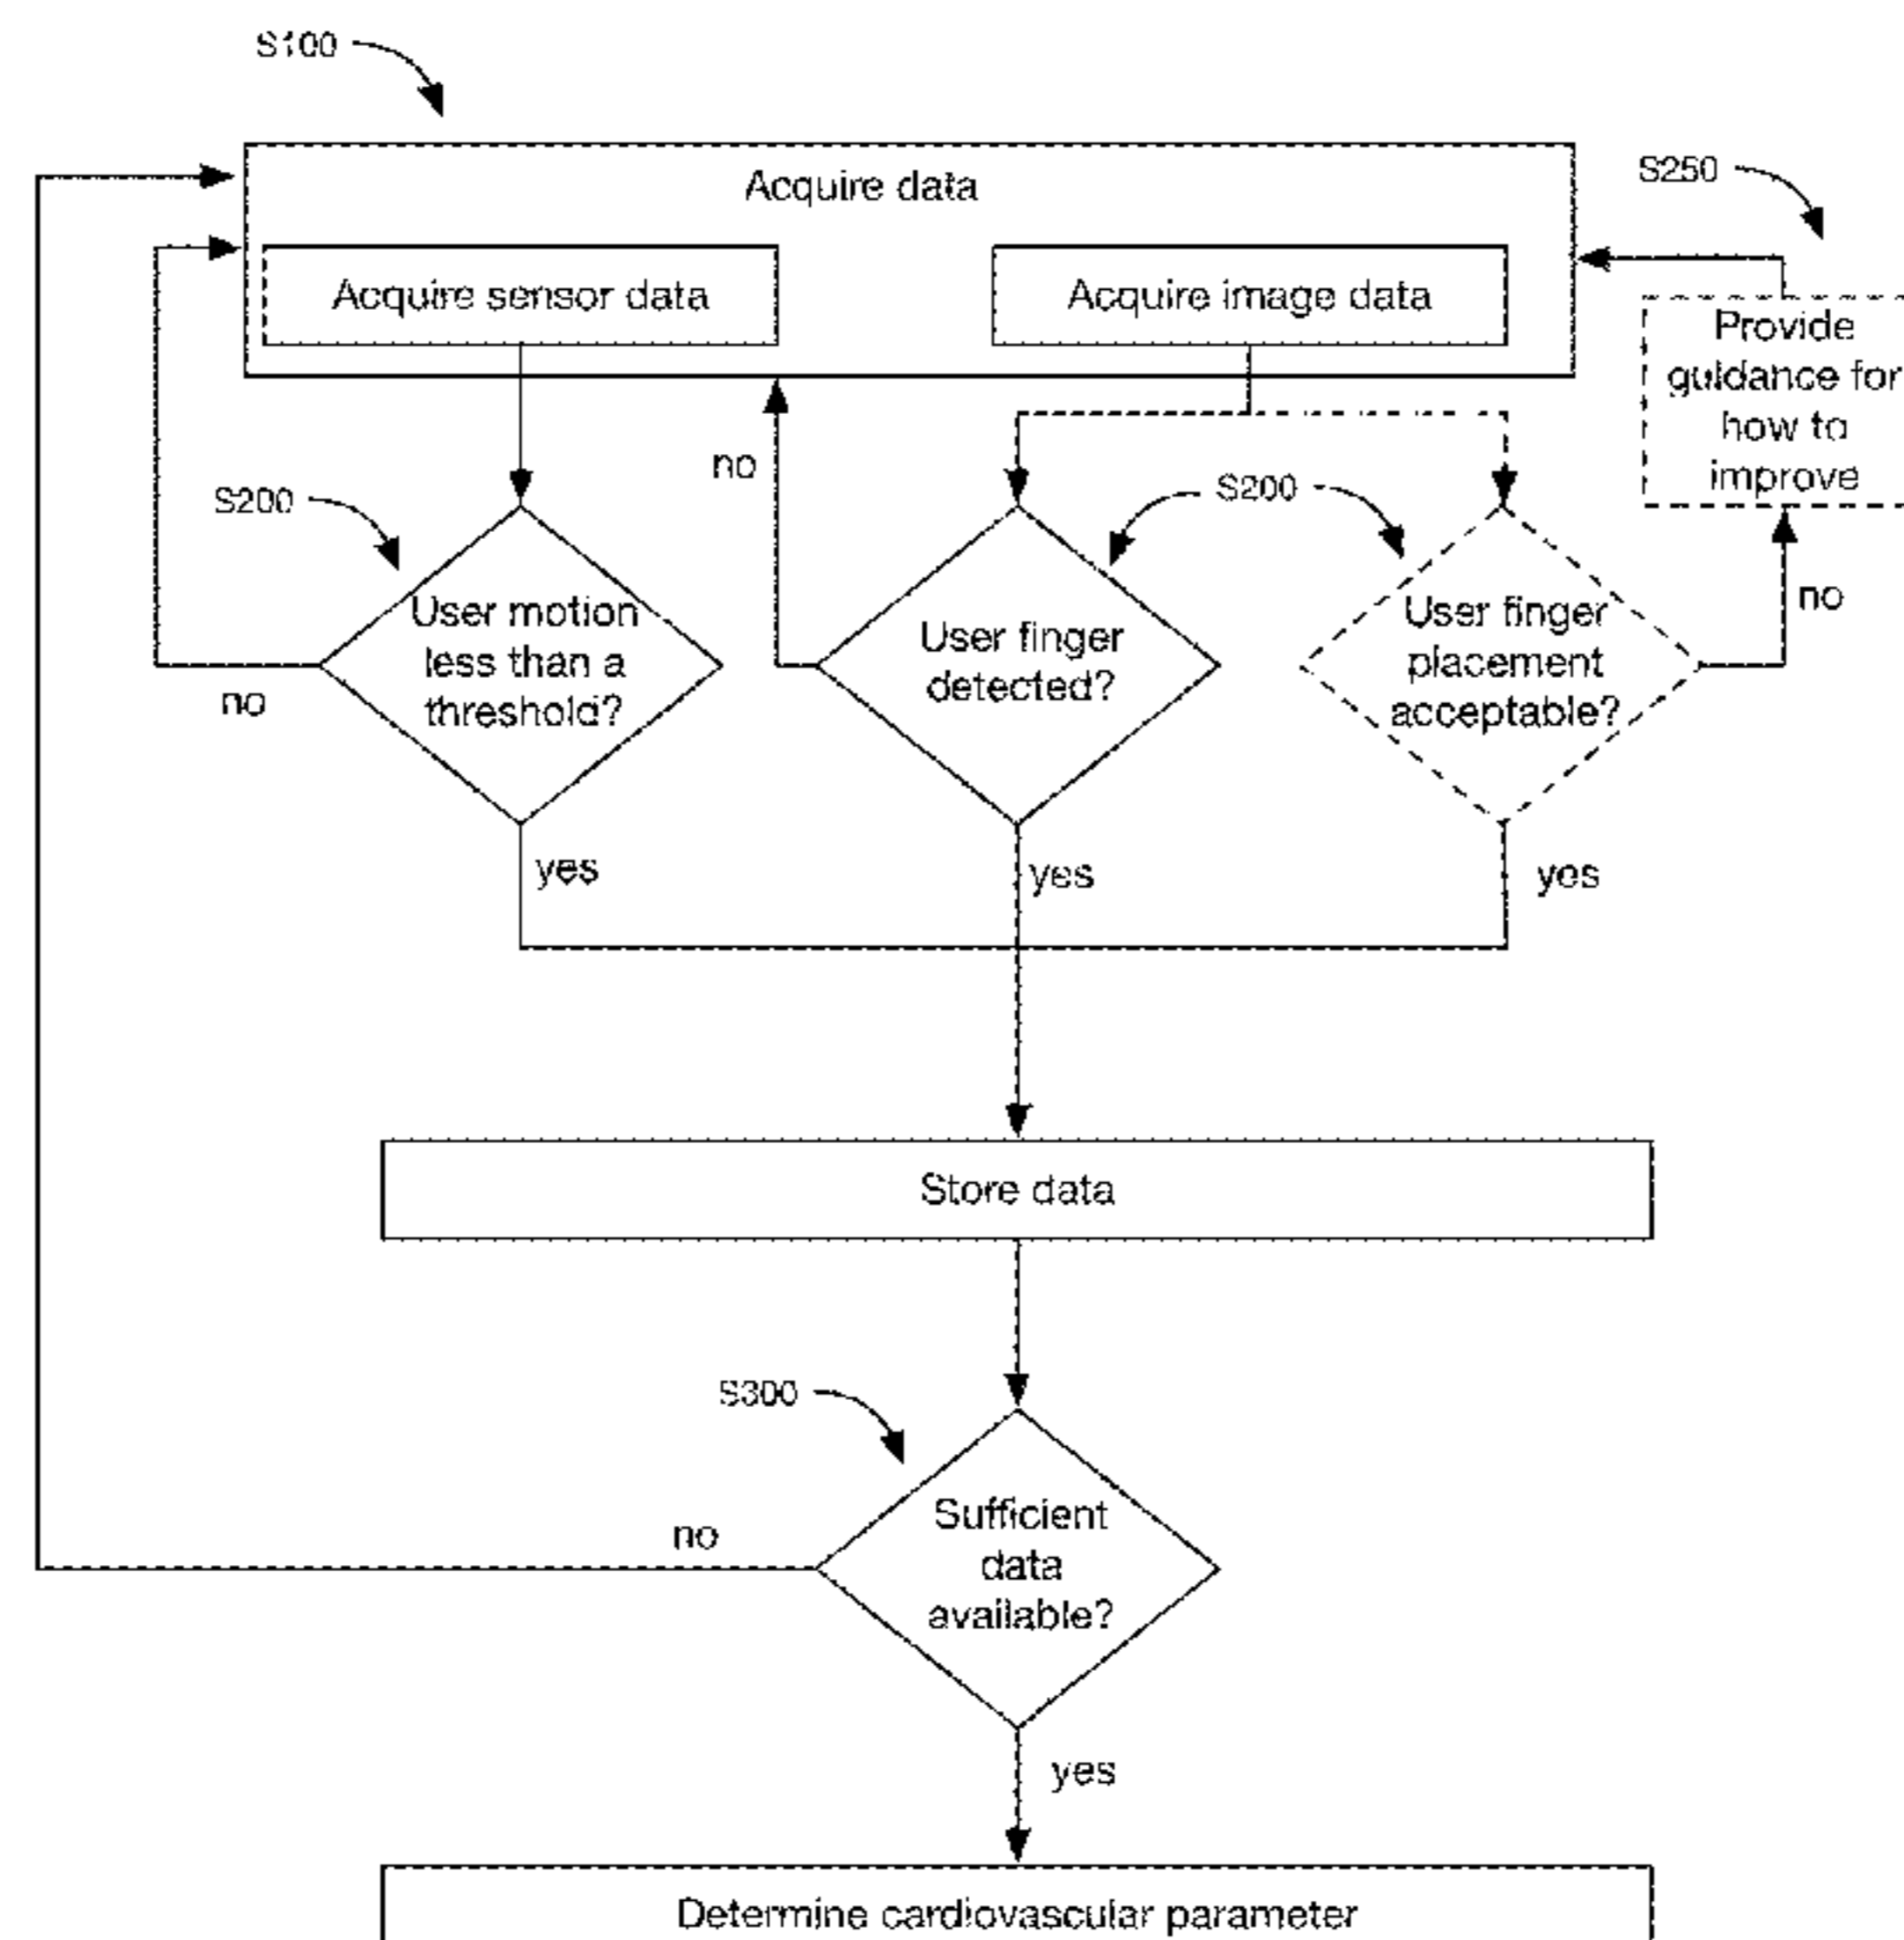 S100
Acquire data
S250
Acquire sensor data
Acquire image data
Provide
guidance for
how to
improve
no
S200
S200
User motion
less than a
threshold?
User finger
detected?
User finger
placement
acceptable?
no
no
yes
yes
yes
Store data
S300
Sufficient
data
available?
no
yes
Determine cardiovascular parameter